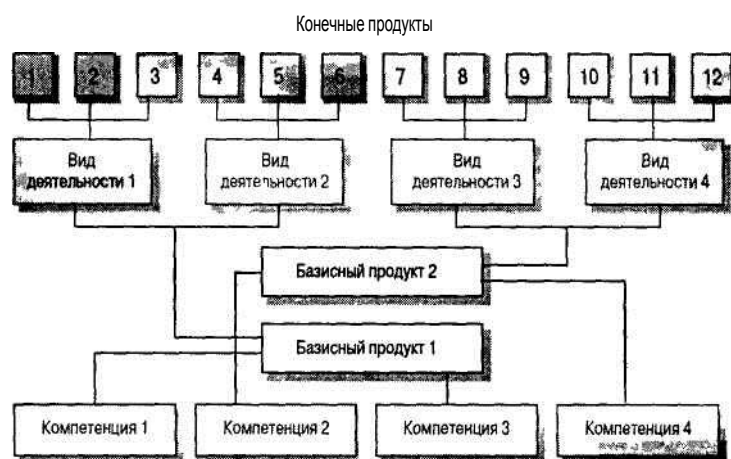 Конечные продукты
1 2 3 4 5 6 7 8 9 10 11 12
Вид Вид Вид Вид
деятельности 1 деятельности 2 деятельности 3 деятельности 4
Базисный продукт 2
Базисный продукт 1
Компетенция 1 Компетенция 2 Компетенция 3 Компетенция 4